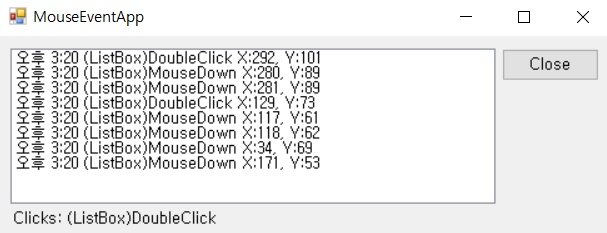 MouseEventApp
오후 3:20 (ListBox)DoubleClick X:292, Y:101
오후 3:20 (ListBox)MouseDown X:280, Y:89
오후 3:20 (ListBox)MouseDown X:281, Y:89
오후 3:20 (ListBox)DoubleClick X:129, Y:73
오후 3:20 (ListBox)MouseDown X:117, Y:61
오후 3:20 (ListBox)MouseDown X:118, Y:62
오후 3:20 (ListBox)MouseDown X:34, Y:69
오후 3:20 (ListBox)MouseDown X:171, Y:53
Close
Clicks: (ListBox)DoubleClick